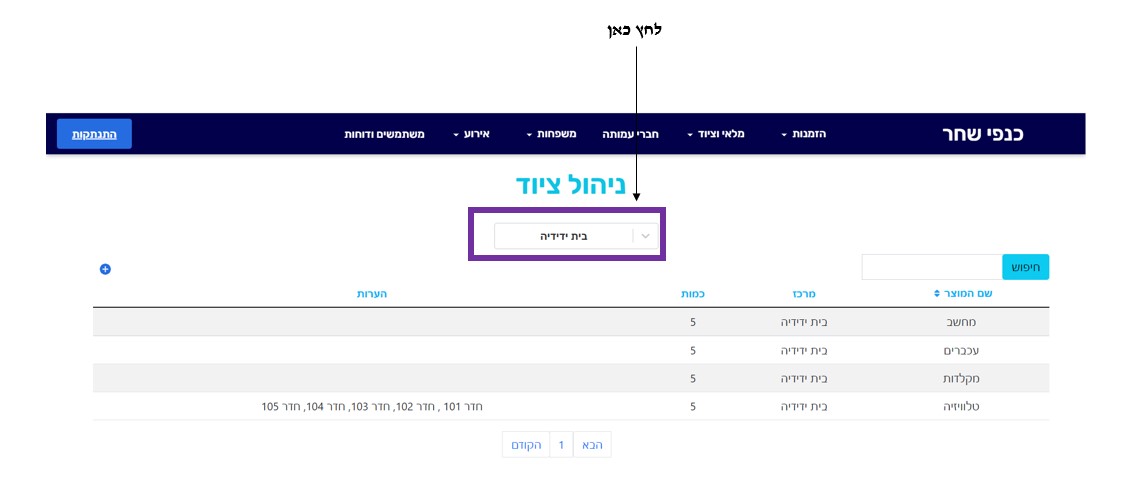 לחץ כאן
כנפי שחר הזמנות מלאי וציוד חברי עמותה משפחות אירוע משתמשים ודוחות התנתקות
ניהול ציוד
בית ידידיה
חיפוש
שם המוצר מרכז כמות הערות
מחשב בית ידידיה 5
עכברים בית ידידיה 5
מקלדות בית ידידיה 5
טלוויזיה בית ידידיה 5 חדר 101 , חדר 102, חדר 103, חדר 104, חדר 105
הבא 1 הקודם